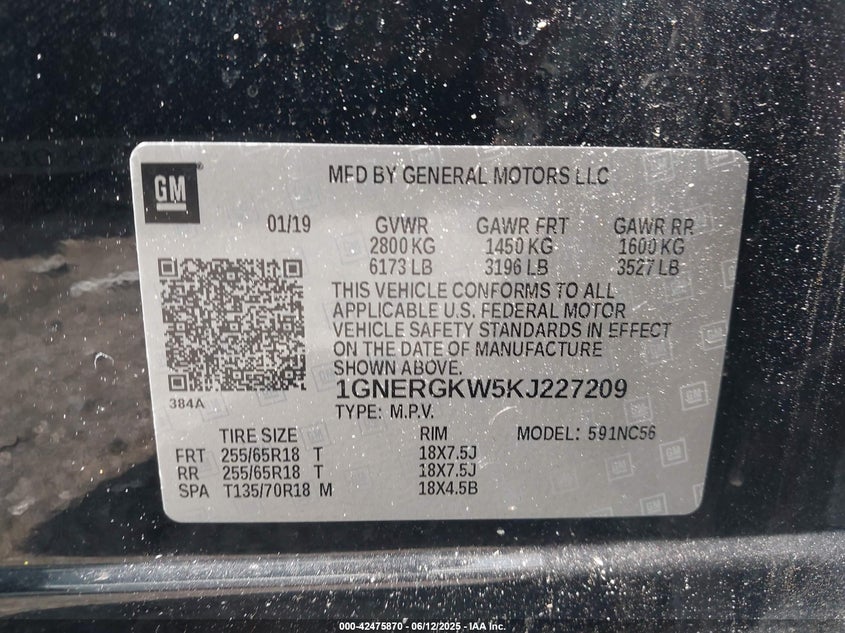 GM
MFD BY GENERAL MOTORS LLC
01/19 GVWR GAWR FRT GAWR RR
2800 KG 1450 KG 1600 KG
6173 LB 3196 LB 3527 LB
THIS VEHICLE CONFORMS TO ALL
APPLICABLE U.S. FEDERAL MOTOR
VEHICLE SAFETY STANDARDS IN EFFECT
ON THE DATE OF MANUFACTURE
SHOWN ABOVE.
384A
1GNERGKW5KJ227209
TYPE: M.P.V.
TIRE SIZE RIM MODEL: 591NC56
FRT 255/65R18 T 18X7.5J
RR 255/65R18 T 18X7.5J
SPA T135/70R18 M 18X4.5B
000-42475870 - 06/12/2025 - IAA Inc.